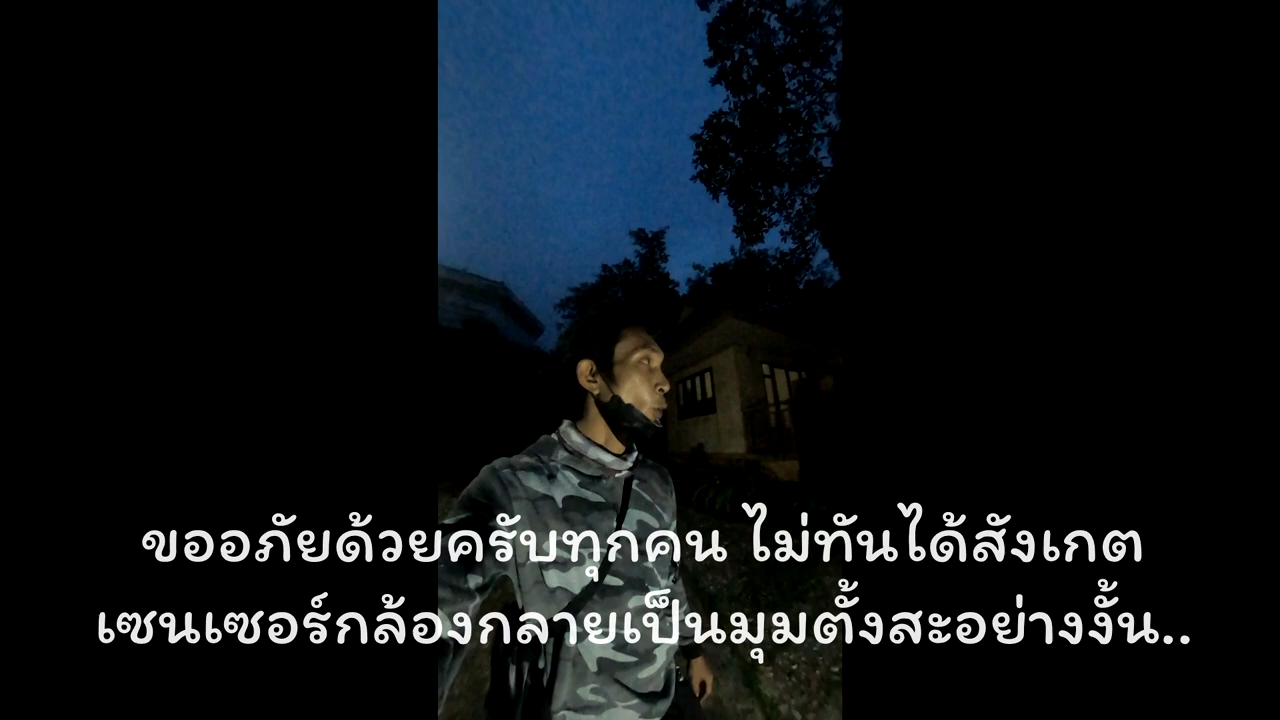 ขออภัยด้วยครับทุกคน ไม่ทันได้สังเกต
เซนเซอร์กล้องกลายเป็นมุมตั้งสะอย่างงั้น..